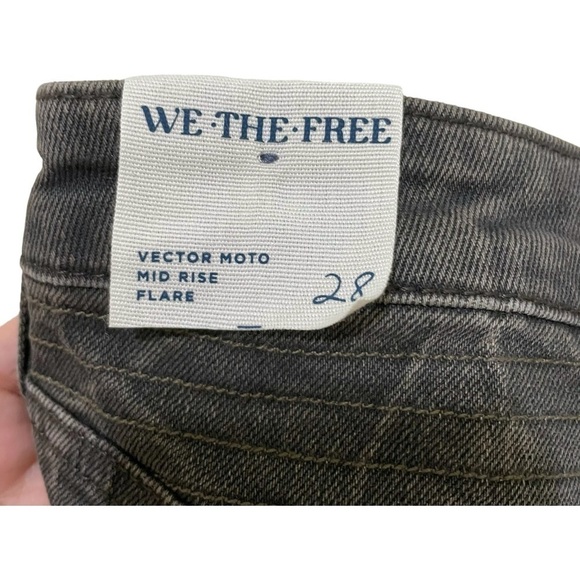 WE·THE·FREE
VECTOR MOTO
MID RISE
FLARE
28